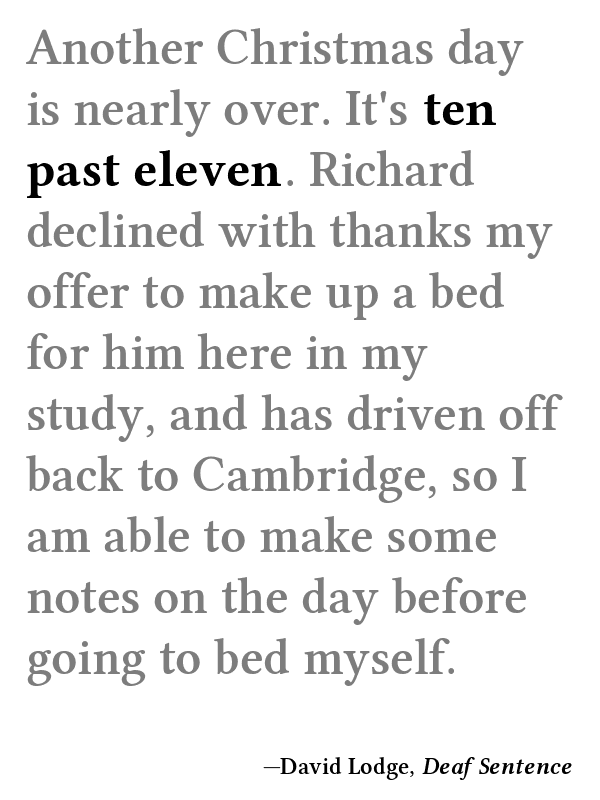 Another Christmas day
is nearly over. It's ten
past eleven. Richard
declined with thanks my
offer to make up a bed
for him here in my
study, and has driven off
back to Cambridge, so I
am able to make some
notes on the day before
going to bed myself.
—David Lodge, Deaf Sentence